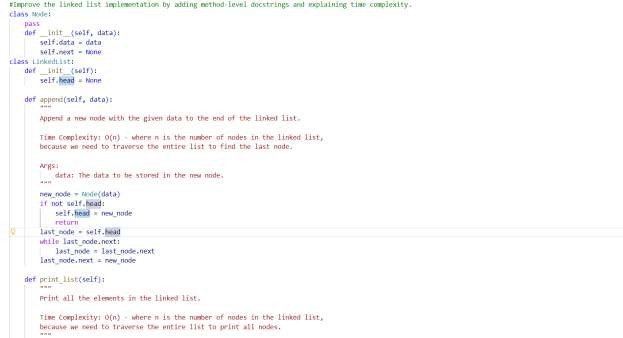 #Improve the linked list implementation by adding method-level docstrings and explaining time complexity.
class Node:
    pass
    def __init__(self, data):
        self.data = data
        self.next = None
class LinkedList:
    def __init__(self):
        self.head = None

    def append(self, data):
        """
        Append a new node with the given data to the end of the linked list.

        Time Complexity: O(n) - where n is the number of nodes in the linked list,
        because we need to traverse the entire list to find the last node.

        Args:
            data: The data to be stored in the new node.
        """
        new_node = Node(data)
        if not self.head:
            self.head = new_node
            return
        last_node = self.head
        while last_node.next:
            last_node = last_node.next
        last_node.next = new_node

    def print_list(self):
        """
        Print all the elements in the linked list.

        Time Complexity: O(n) - where n is the number of nodes in the linked list,
        because we need to traverse the entire list to print all nodes.
        """